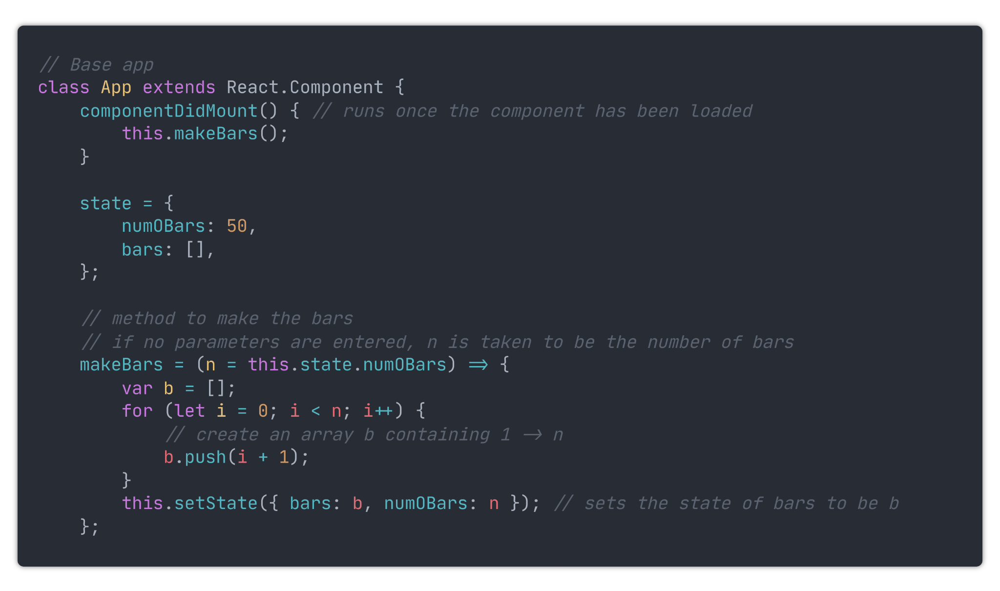 // Base app
class App extends React.Component {
    componentDidMount() { // runs once the component has been loaded
        this.makeBars();
    }

    state = {
        numOBars: 50,
        bars: [],
    };

    // method to make the bars
    // if no parameters are entered, n is taken to be the number of bars
    makeBars = (n = this.state.numOBars) => {
        var b = [];
        for (let i = 0; i < n; i++) {
            // create an array b containing 1 -> n
            b.push(i + 1);
        }
        this.setState({ bars: b, numOBars: n }); // sets the state of bars to be b
    };